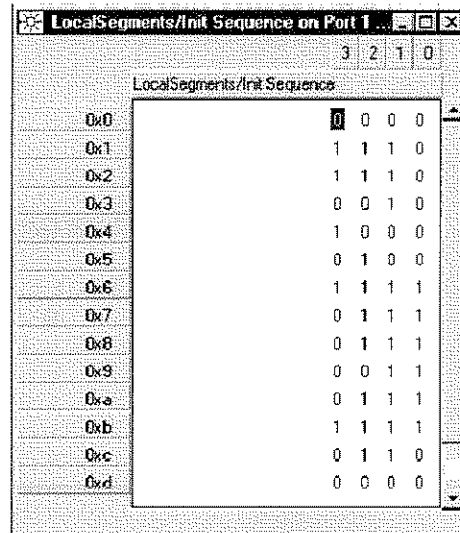 LocalSegments/Init Sequence on Port 1 ...
3 2 1 0
LocalSegments/Init Sequence
0x0 0 0 0 0
0x1 1 1 1 0
0x2 1 1 1 0
0x3 0 0 1 0
0x4 1 0 0 0
0x5 0 1 0 0
0x6 1 1 1 1
0x7 0 1 1 1
0x8 0 1 1 1
0x9 0 0 1 1
0xa 0 1 1 1
0xb 1 1 1 1
0xc 0 1 1 0
0xd 0 0 0 0